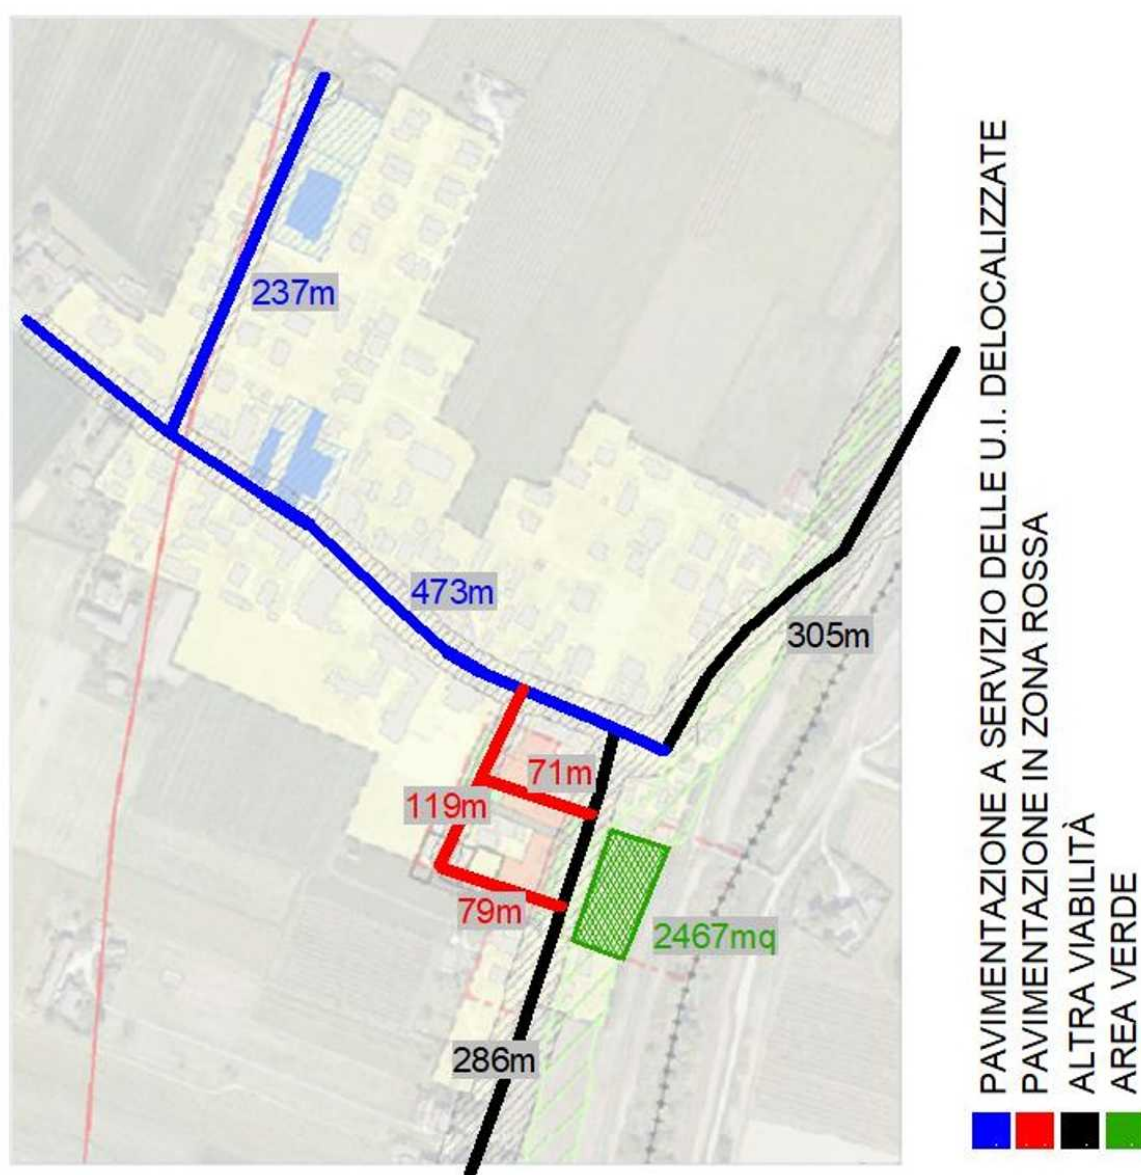 237m
473m
305m
71m
119m
79m
2467mq
286m
PAVIMENTAZIONE A SERVIZIO DELLE U.I. DELOCALIZZATE
PAVIMENTAZIONE IN ZONA ROSSA
ALTRA VIABILITÀ
AREA VERDE